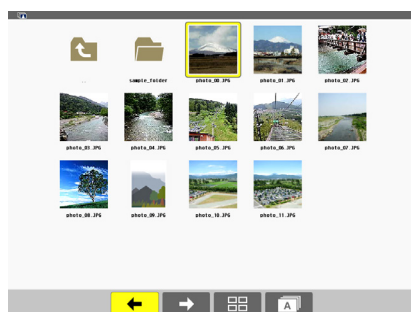 ..
sample_folder
photo_00.JPG
photo_01.JPG
photo_02.JPG
photo_03.JPG
photo_04.JPG
photo_05.JPG
photo_06.JPG
photo_07.JPG
photo_08.JPG
photo_09.JPG
photo_10.JPG
photo_11.JPG
A